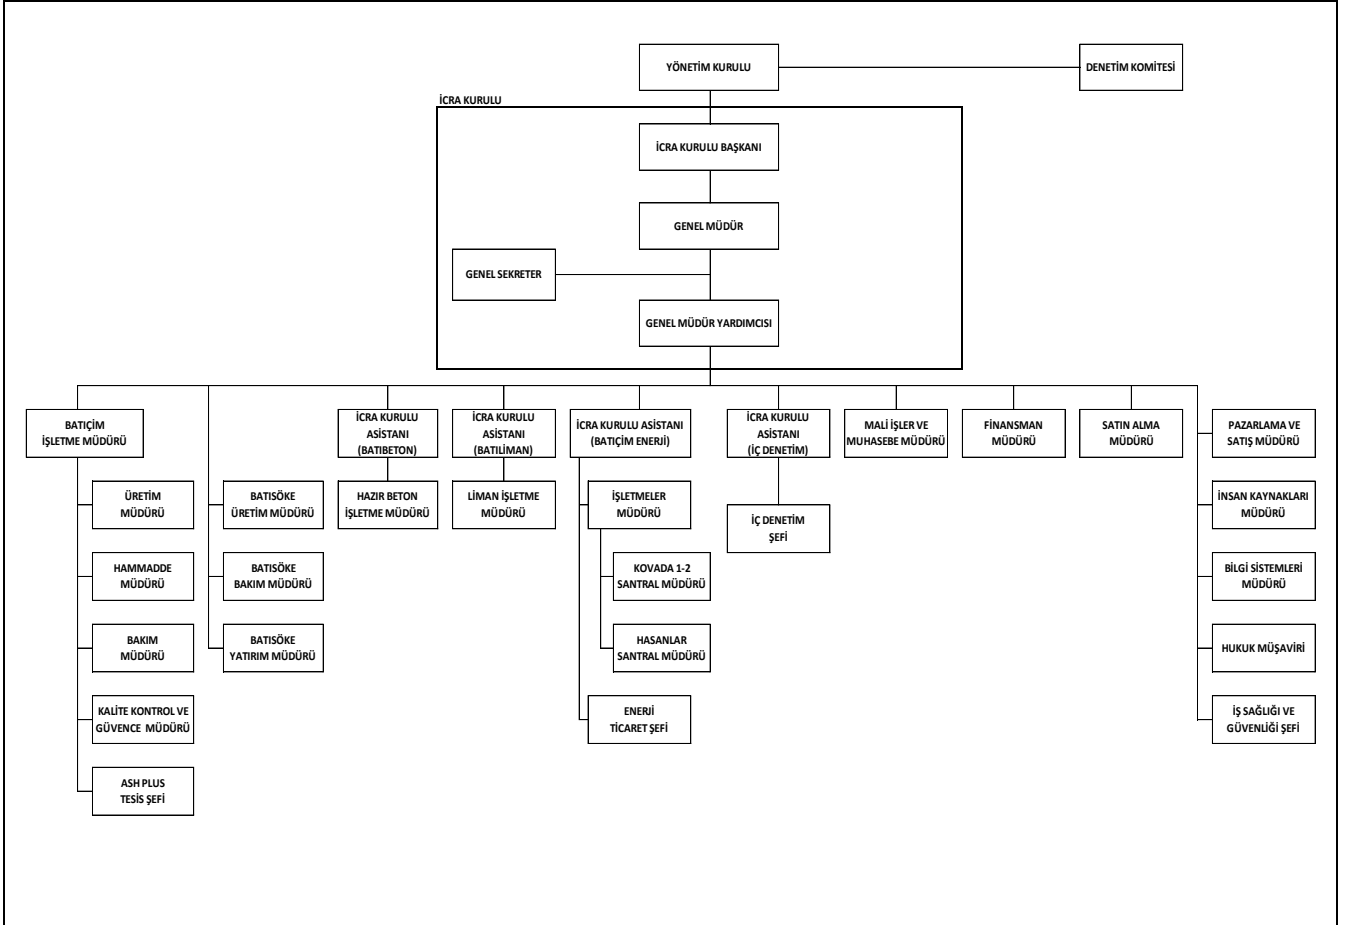 YÖNETİM KURULU
DENETİM KOMİTESİ
İCRA KURULU
İCRA KURULU BAŞKANI
GENEL MÜDÜR
GENEL SEKRETER
GENEL MÜDÜR YARDIMCISI
BATIÇİM
İŞLETME MÜDÜRÜ
İCRA KURULU
ASİSTANI
(BATIBETON)
İCRA KURULU
ASİSTANI
(BATILİMAN)
İCRA KURULU ASİSTANI
(BATIÇİM ENERJİ)
İCRA KURULU
ASİSTANI
(İÇ DENETİM)
MALİ İŞLER VE
MUHASEBE MÜDÜRÜ
FİNANSMAN
MÜDÜRÜ
SATIN ALMA
MÜDÜRÜ
PAZARLAMA VE
SATIŞ MÜDÜRÜ
ÜRETİM
MÜDÜRÜ
BATISÖKE
ÜRETİM MÜDÜRÜ
HAZIR BETON
İŞLETME MÜDÜRÜ
LİMAN İŞLETME
MÜDÜRÜ
İŞLETMELER
MÜDÜRÜ
İÇ DENETİM
ŞEFİ
İNSAN KAYNAKLARI
MÜDÜRÜ
HAMMADDE
MÜDÜRÜ
BATISÖKE
BAKIM MÜDÜRÜ
KOVADA 1-2
SANTRAL MÜDÜRÜ
BİLGİ SİSTEMLERİ
MÜDÜRÜ
BAKIM
MÜDÜRÜ
BATISÖKE
YATIRIM MÜDÜRÜ
HASANLAR
SANTRAL MÜDÜRÜ
HUKUK MÜŞAVİRİ
KALİTE KONTROL VE
GÜVENCE MÜDÜRÜ
ENERJİ
TİCARET ŞEFİ
İŞ SAĞLIĞI VE
GÜVENLİĞİ ŞEFİ
ASH PLUS
TESİS ŞEFİ